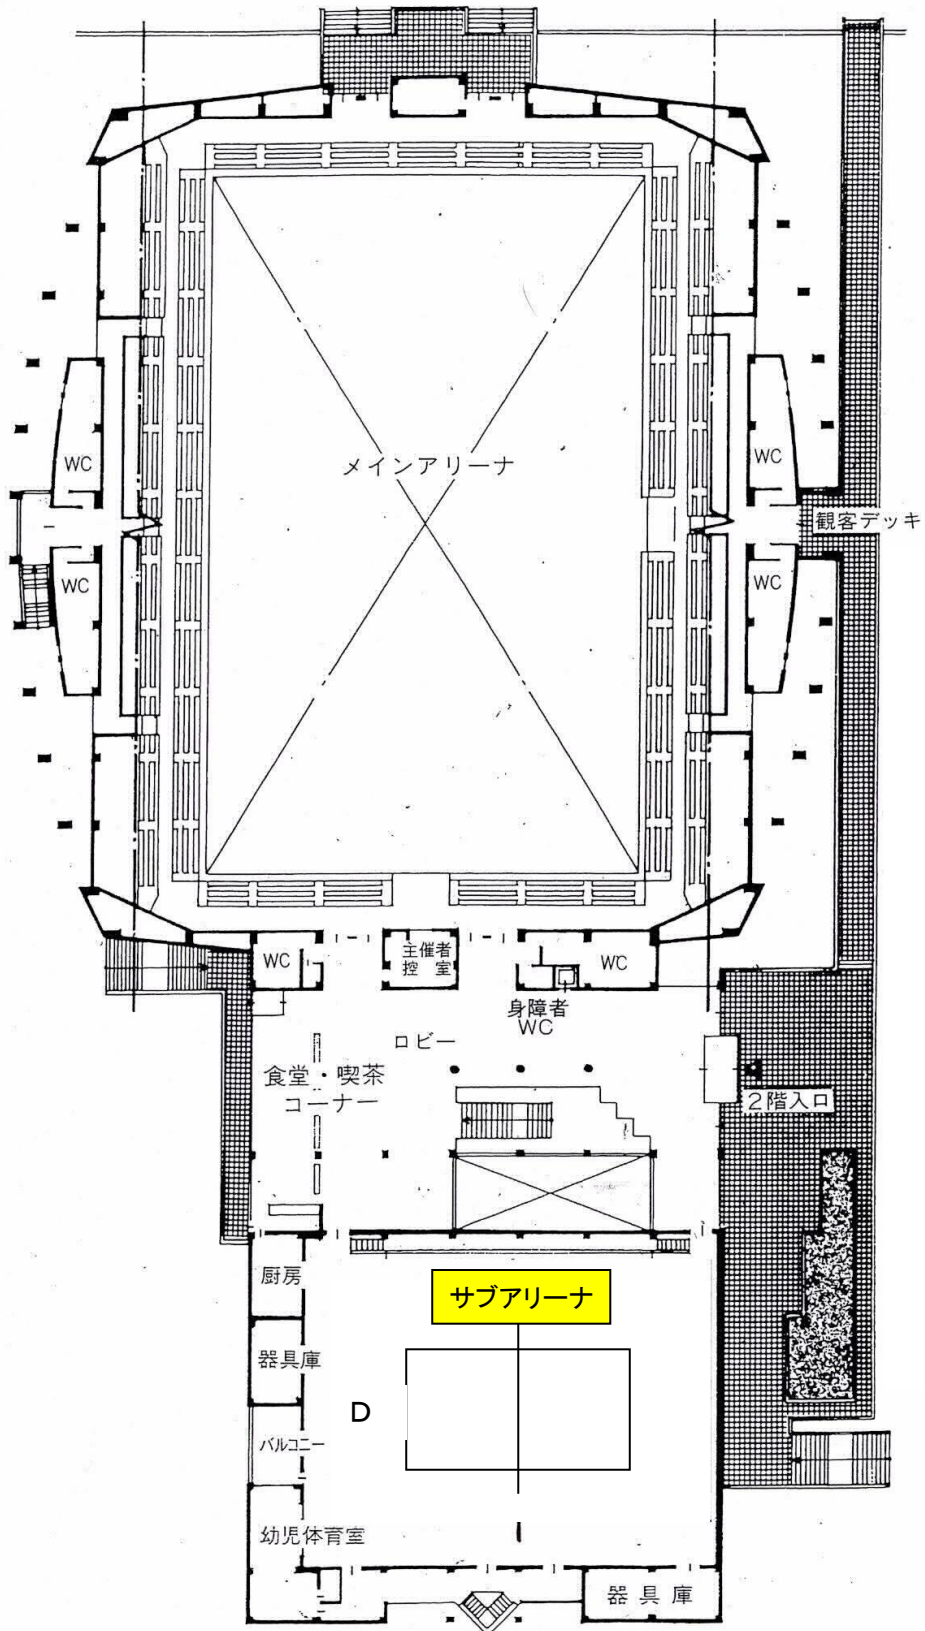 メインアリーナ
WC
WC
観客デッキ
WC
WC
WC
主催者
控 室
WC
身障者
WC
ロビー
食堂・喫茶
コーナー
2階入口
厨房
サブアリーナ
器具庫
D
バルコニー
幼児体育室
器 具 庫